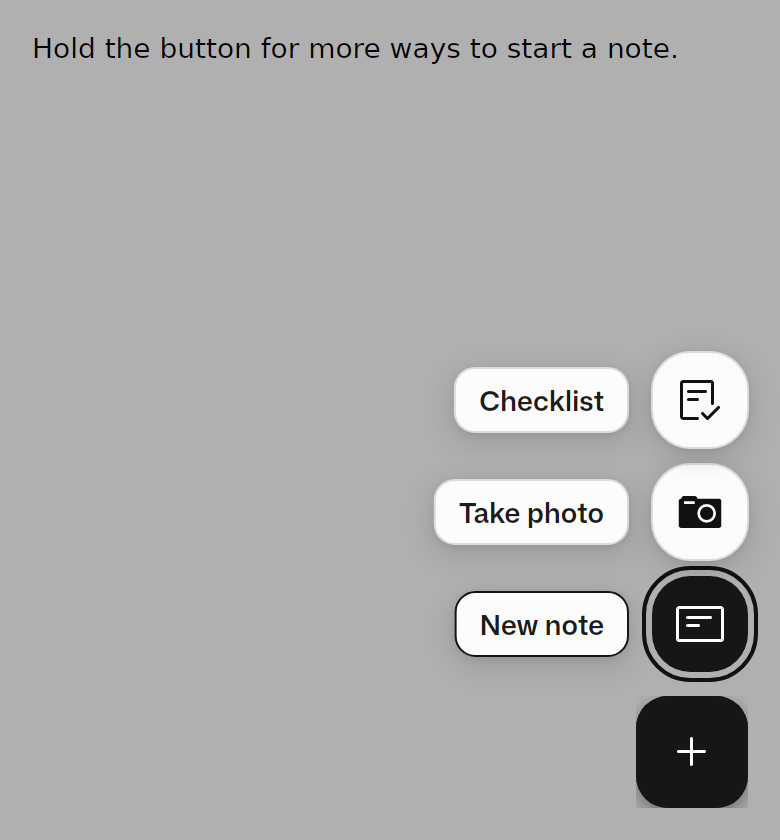 Hold the button for more ways to start a note.
Checklist
Take photo
New note